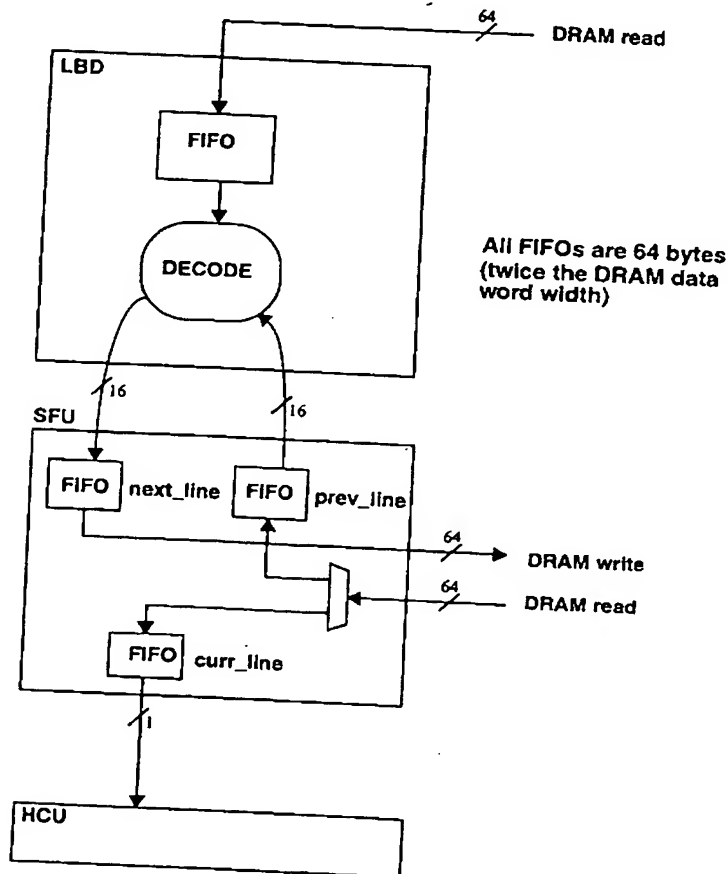 64
DRAM read
LBD
FIFO
DECODE
All FIFOs are 64 bytes
(twice the DRAM data
word width)
16
16
SFU
FIFO next_line
FIFO prev_line
64
DRAM write
64
DRAM read
FIFO curr_line
1
HCU